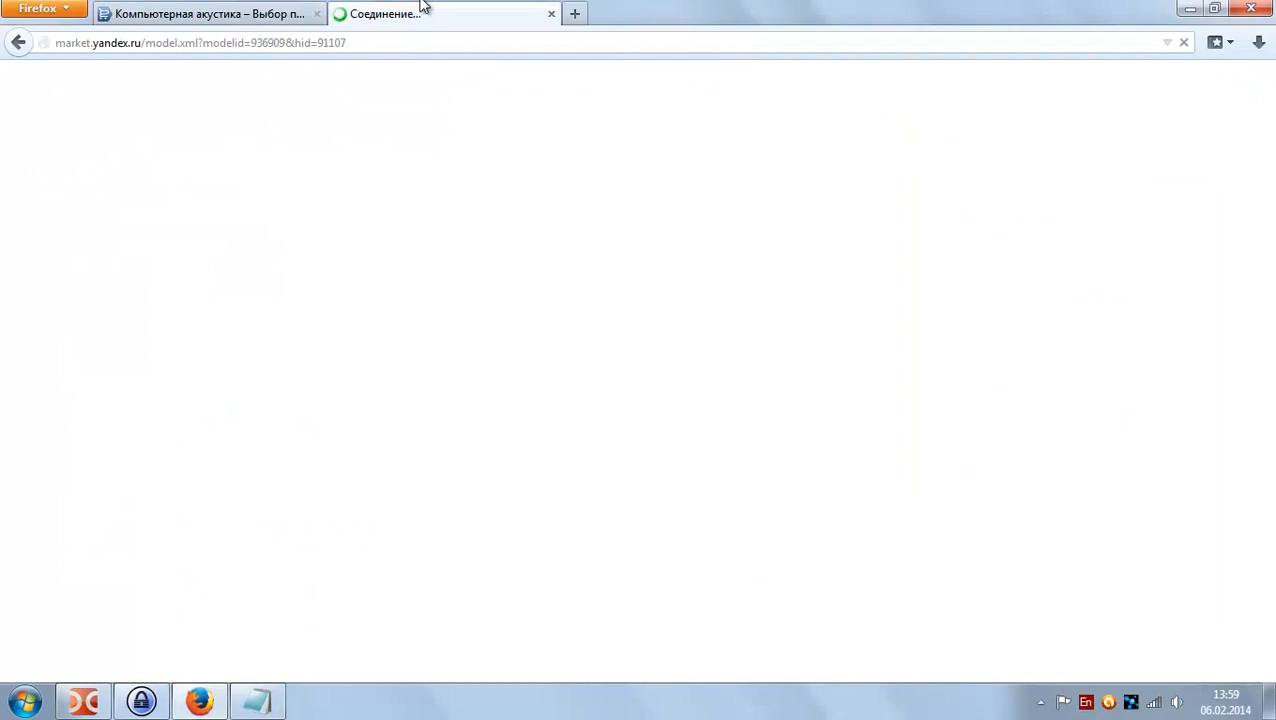 Firefox
Компьютерная акустика – Выбор п...
Соединение...
market.yandex.ru/model.xml?modelid=936909&hid=91107
En
13:59
06.02.2014